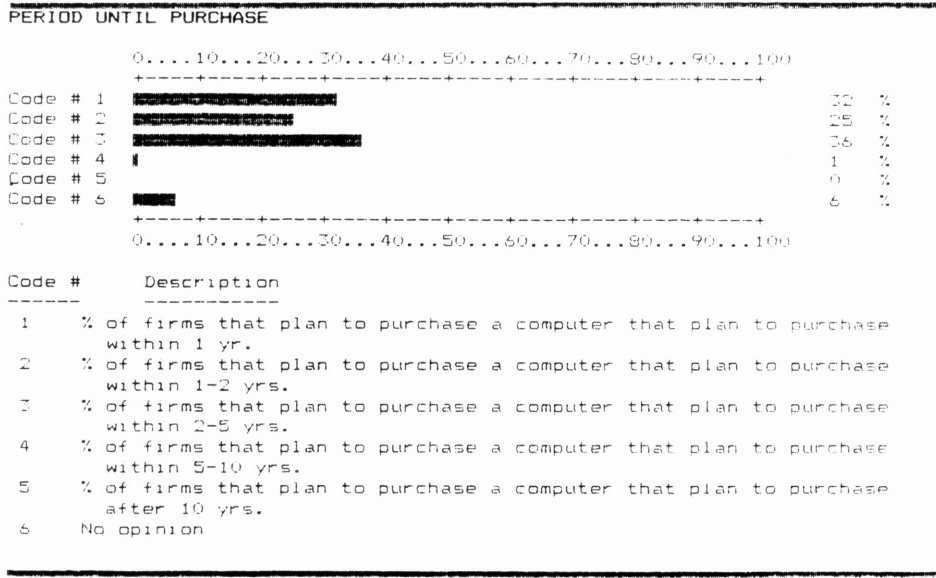 PERIOD UNTIL PURCHASE
0....10...20...30...40...50...60...70...80...90...100
+-----+----+----+----+----+----+----+----+----+----+
Code # 1 32 %
Code # 2 25 %
Code # 3 36 %
Code # 4 1 %
Code # 5 0 %
Code # 6 6 %
+-----+----+----+----+----+----+----+----+----+----+
0....10...20...30...40...50...60...70...80...90...100
Code # Description
------ -----------
1 % of firms that plan to purchase a computer that plan to purchase
within 1 yr.
2 % of firms that plan to purchase a computer that plan to purchase
within 1-2 yrs.
3 % of firms that plan to purchase a computer that plan to purchase
within 2-5 yrs.
4 % of firms that plan to purchase a computer that plan to purchase
within 5-10 yrs.
5 % of firms that plan to purchase a computer that plan to purchase
after 10 yrs.
6 No opinion